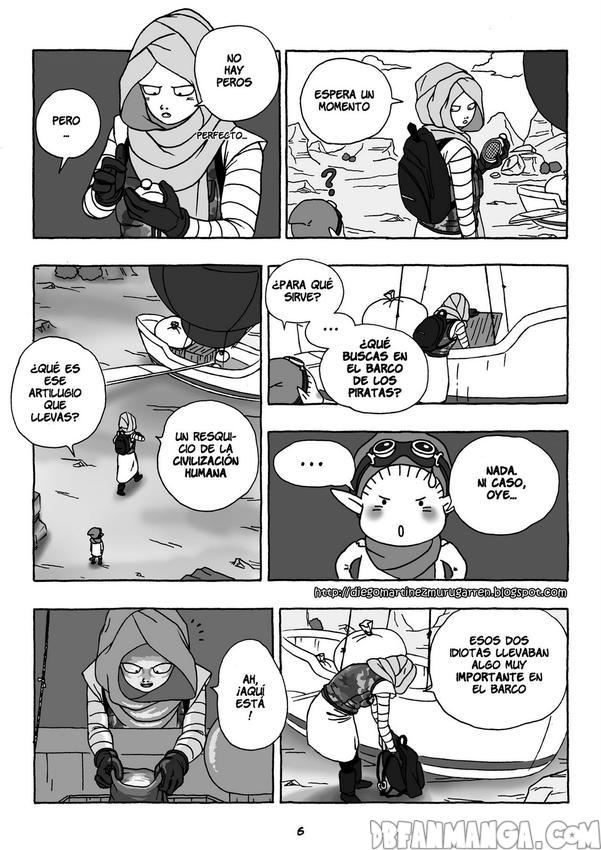 NO
HAY
PEROS
PERO
...
PERFECTO...
ESPERA UN
MOMENTO
?
¿QUÉ ES
ESE
ARTILUGIO
QUE
LLEVAS?
UN RESQUI-
CIO DE LA
CIVILIZACIÓN
HUMANA
¿PARA QUÉ
SIRVE?
...
¿QUÉ
BUSCAS EN
EL BARCO
DE LOS
PIRATAS?
...
NADA.
NI CASO,
OYE...
http://diegomartinezmurugarren.blogspot.com
AH,
¡AQUÍ
ESTÁ
!
ESOS DOS
IDIOTAS LLEVABAN
ALGO MUY
IMPORTANTE EN
EL BARCO
6
DBFANMANGA.COM